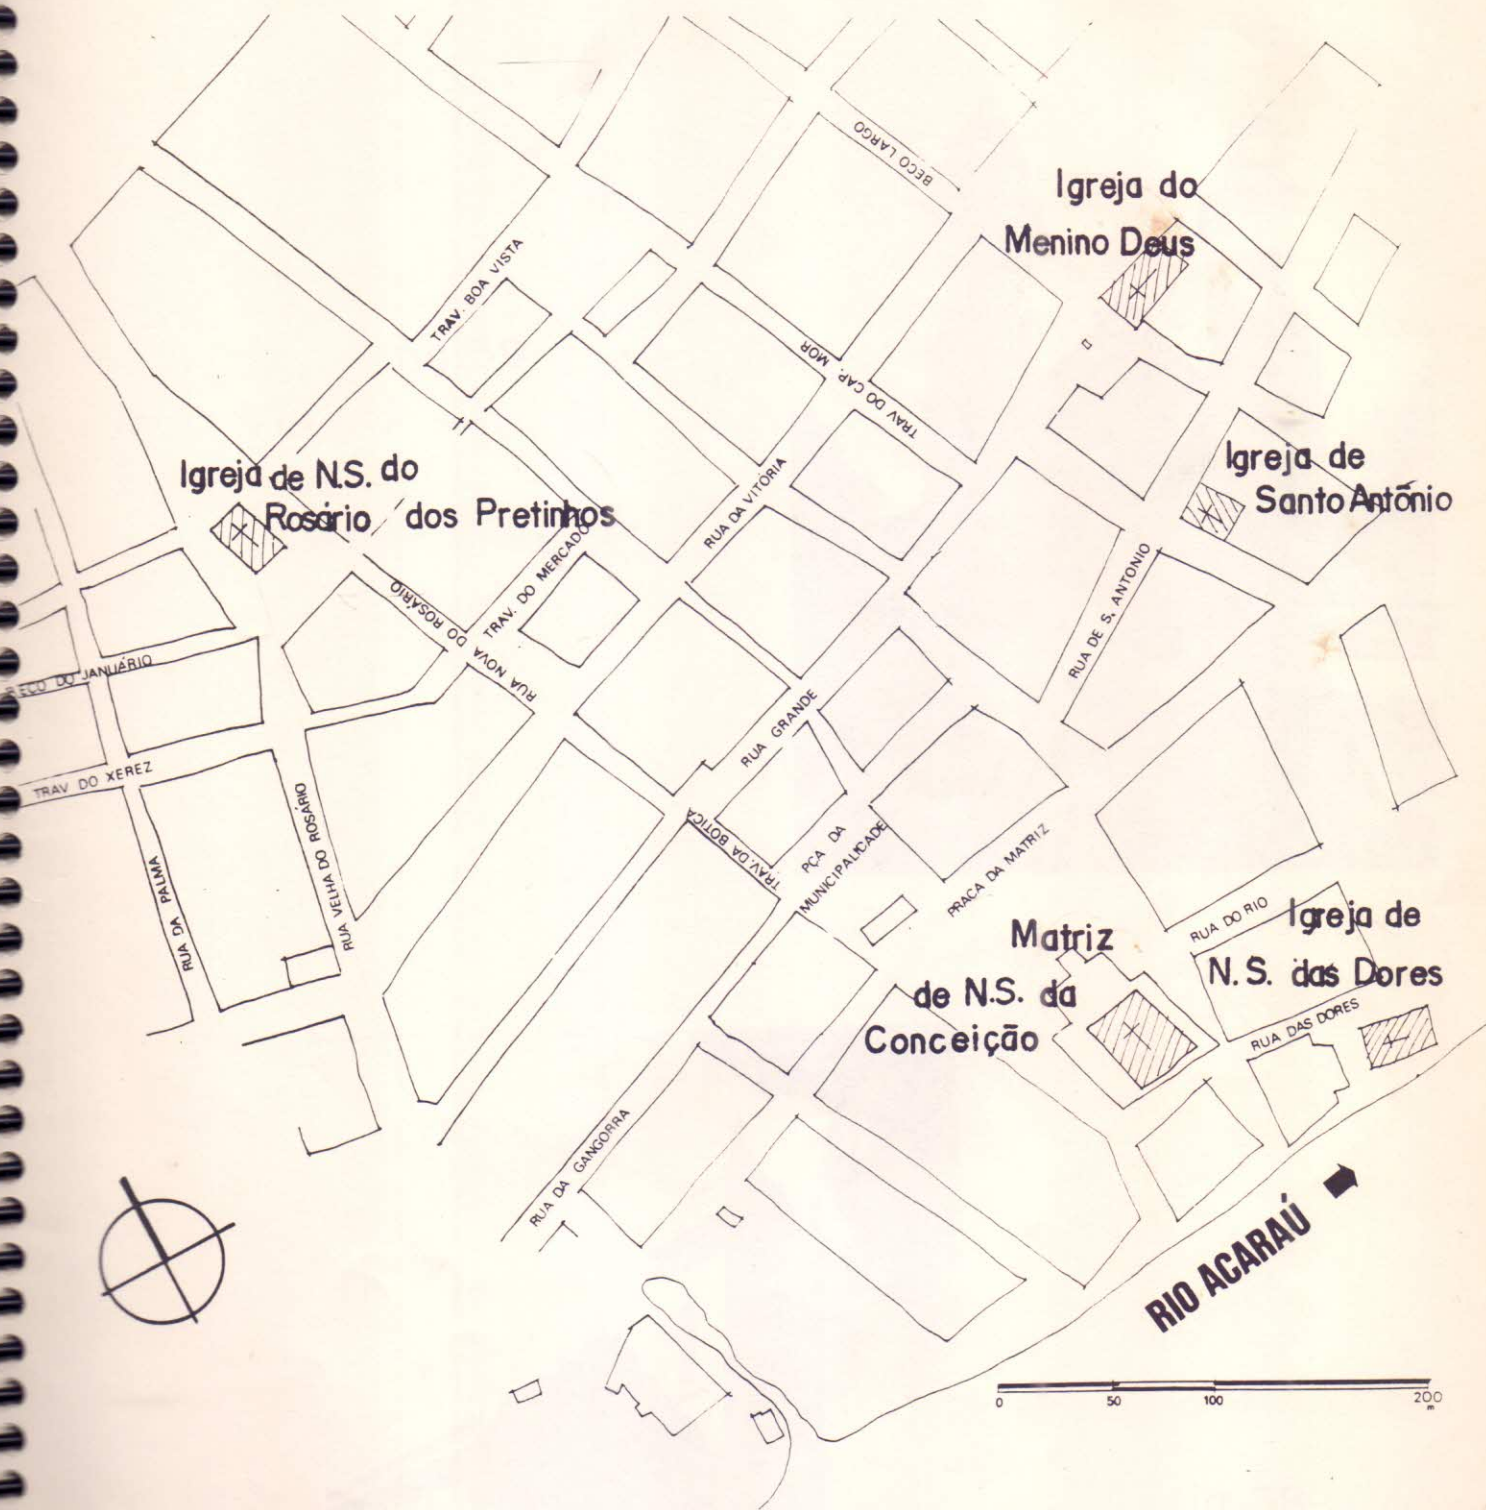 BECO LARGO
Igreja do
Menino Deus
TRAV. BOA VISTA
TRAV DO CAP. MOR
Igreja de N.S. do
Rosário dos Pretinhos
Igreja de
Santo Antônio
RUA DA VITÓRIA
TRAV. DO MERCADO
RUA NOVA DO ROSÁRIO
RUA DE S. ANTONIO
BECO DO JANUÁRIO
RUA GRANDE
TRAV DO XEREZ
RUA VELHA DO ROSÁRIO
RUA DA PALMA
TRAV. DA BOTICA
PÇA DA
MUNICIPALICADE
PRACA DA MATRIZ
RUA DO RIO
Igreja de
N.S. das Dores
Matriz
de N.S. da
Conceição
RUA DAS DORES
RUA DA GANGORRA
RIO ACARAÚ
0 50 100 200
m